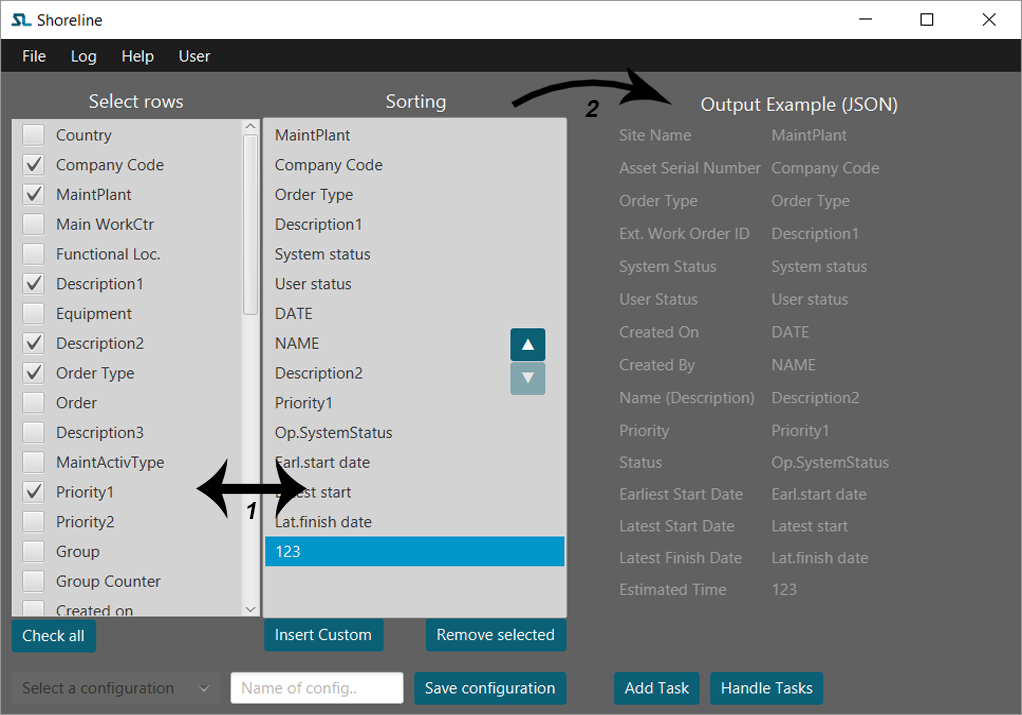 SL Shoreline
File Log Help User
Select rows
Country
Company Code
MaintPlant
Main WorkCtr
Functional Loc.
Description1
Equipment
Description2
Order Type
Order
Description3
MaintActivType
Priority1
Priority2
Group
Group Counter
Created on
Check all
1
Sorting
MaintPlant
Company Code
Order Type
Description1
System status
User status
DATE
NAME
Description2
Priority1
Op.SystemStatus
Earl.start date
Latest start
Lat.finish date
123
Insert Custom Remove selected
2
Output Example (JSON)
Site Name MaintPlant
Asset Serial Number Company Code
Order Type Order Type
Ext. Work Order ID Description1
System Status System status
User Status User status
Created On DATE
Created By NAME
Name (Description) Description2
Priority Priority1
Status Op.SystemStatus
Earliest Start Date Earl.start date
Latest Start Date Latest start
Latest Finish Date Lat.finish date
Estimated Time 123
Select a configuration Name of config.. Save configuration Add Task Handle Tasks